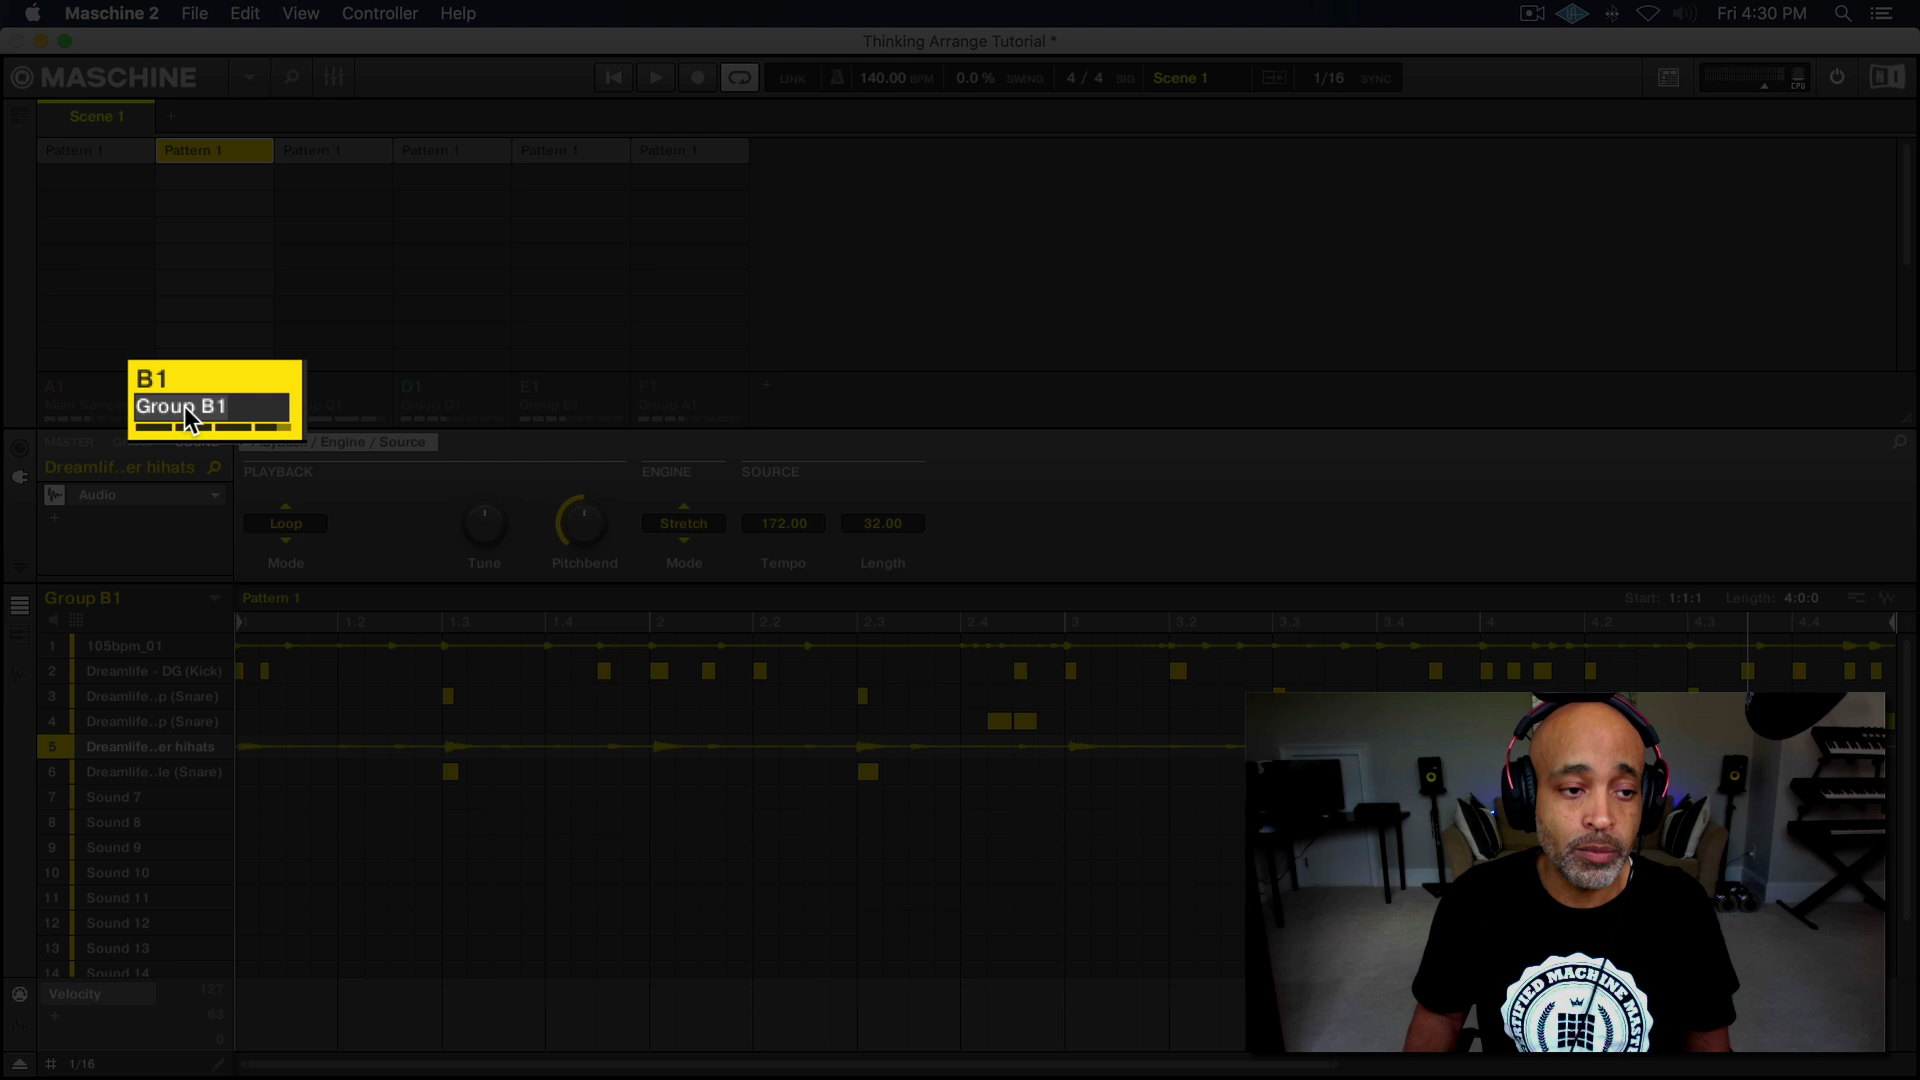 Maschine 2 File Edit View Controller Help Fri 4:30 PM
Thinking Arrange Tutorial *
MASCHINE LINK 140.00 BPM 0.0 % SWING 4 / 4 SIG Scene 1 1/16 SYNC CPU
Scene 1 +
Pattern 1 Pattern 1 Pattern 1 Pattern 1 Pattern 1 Pattern 1
A1 B1 D1 E1 F1 +
Group B1 Group D1 Group E1 Group A1
MASTER Engine / Source
Dreamlif..er hihats PLAYBACK ENGINE SOURCE
Audio
+ Loop Stretch 172.00 32.00
Mode Tune Pitchbend Mode Tempo Length
Group B1 Pattern 1 Start: 1:1:1 Length: 4:0:0
1 1.2 1.3 1.4 2 2.2 2.3 2.4 3 3.2 3.3 3.4 4 4.2 4.3 4.4
1 105bpm_01
2 Dreamlife - DG (Kick)
3 Dreamlife..p (Snare)
4 Dreamlife..p (Snare)
5 Dreamlife..er hihats
6 Dreamlife..le (Snare)
7 Sound 7
8 Sound 8
9 Sound 9
10 Sound 10
11 Sound 11
12 Sound 12
13 Sound 13
14 Sound 14
Velocity 127
+ 63
0
1/16
CERTIFIED MACHINE MAST